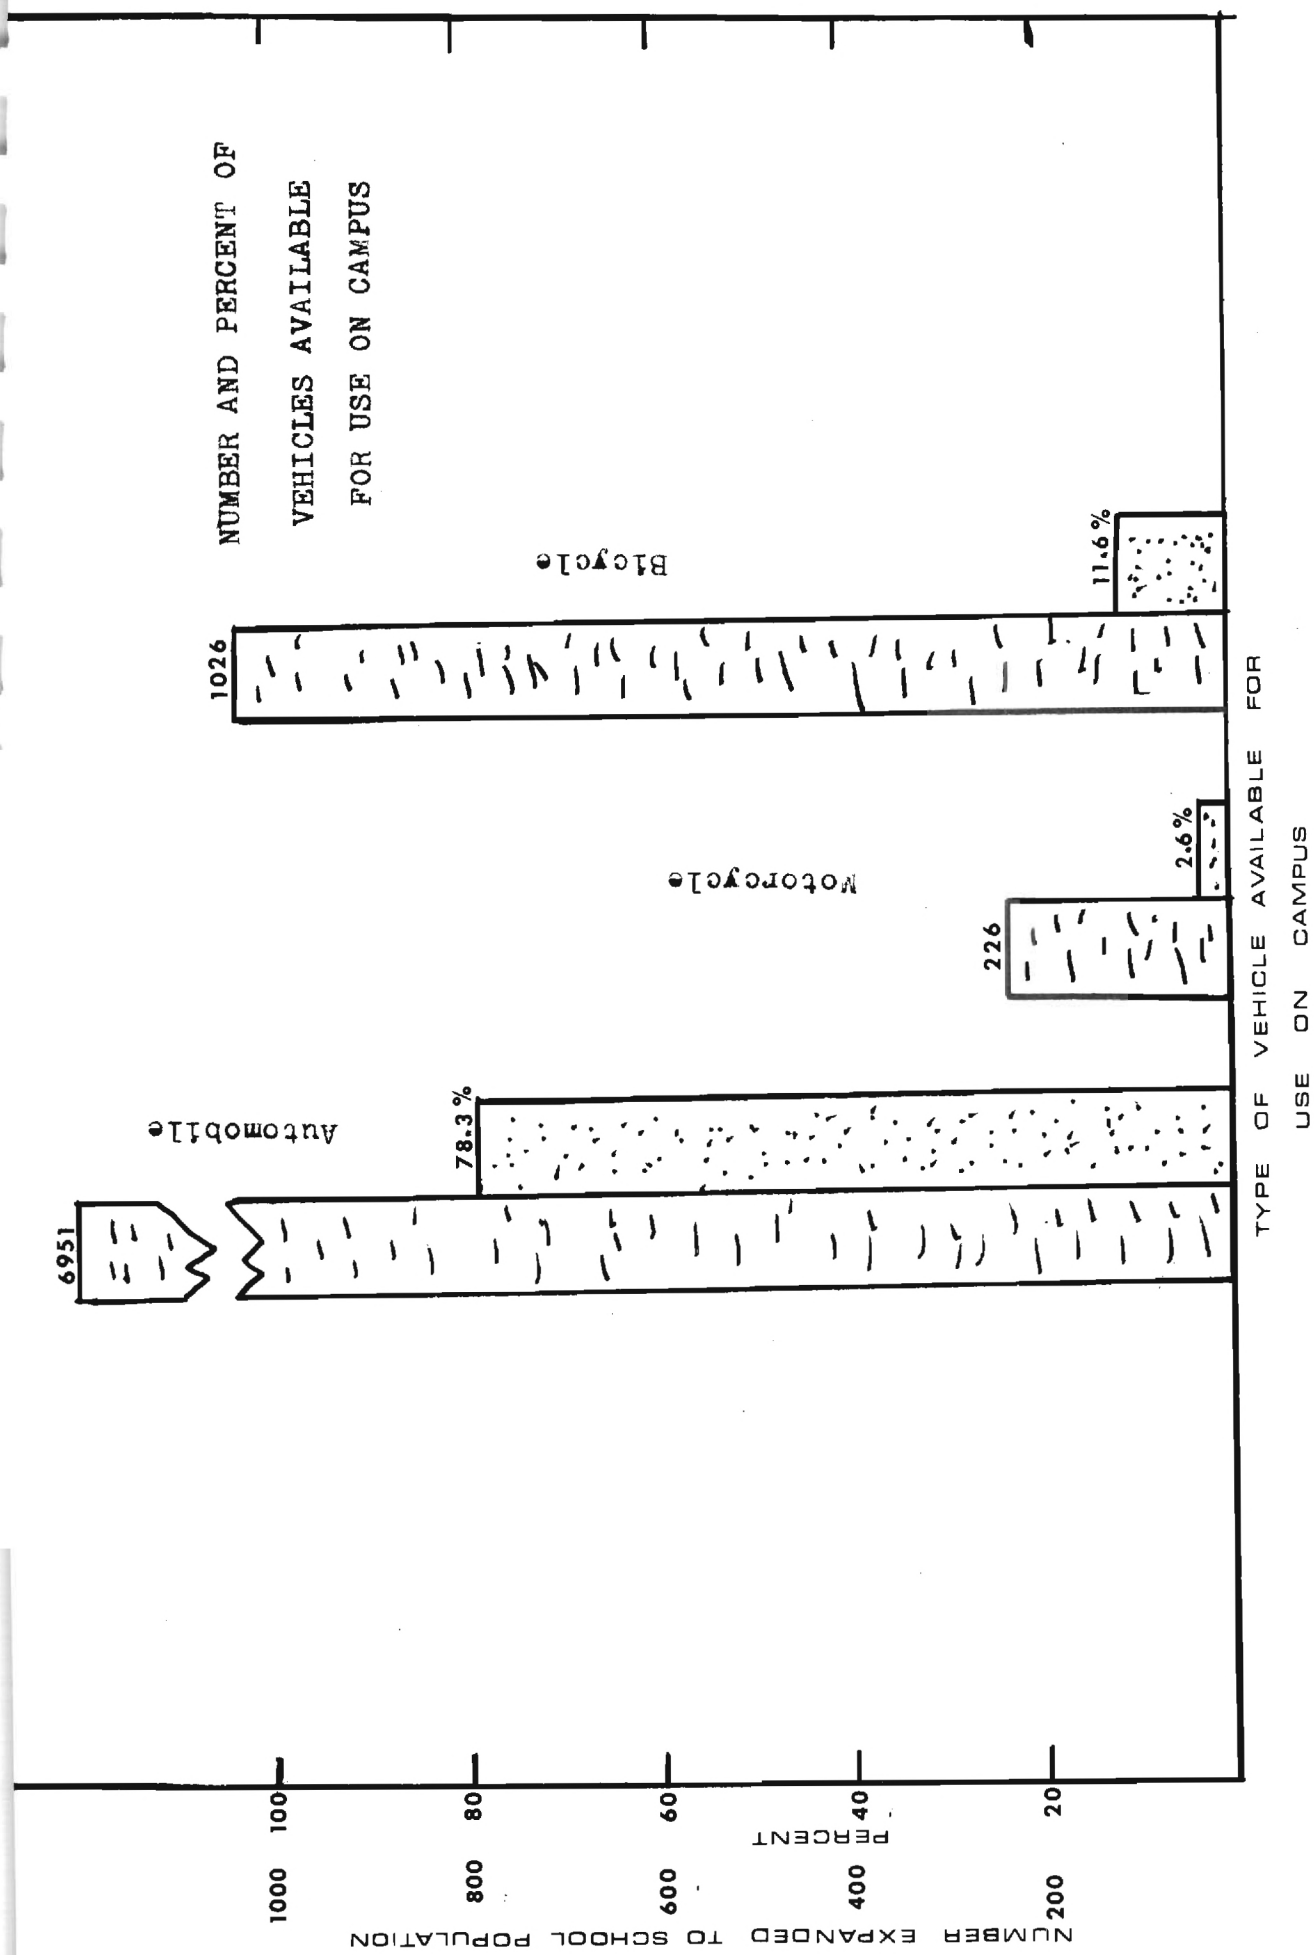 NUMBER AND PERCENT OF
VEHICLES AVAILABLE
FOR USE ON CAMPUS
1000
800
600
400
200
NUMBER EXPANDED TO SCHOOL POPULATION
100
80
60
40
20
PERCENT
6951
78.3%
Automobile
226
2.6%
Motorcycle
1026
11.6%
Bicycle
TYPE OF VEHICLE AVAILABLE FOR
USE ON CAMPUS